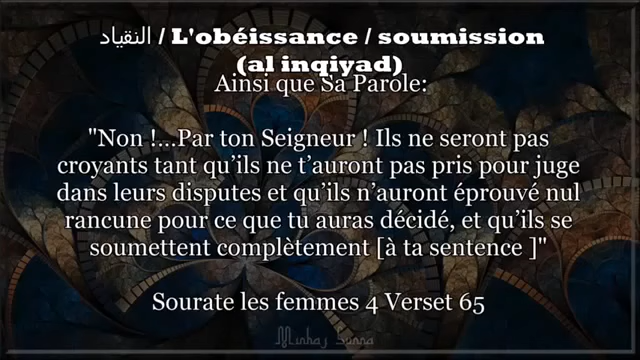 النقياد / L'obéissance / soumission
(al inqiyad)
Ainsi que Sa Parole:
"Non !...Par ton Seigneur ! Ils ne seront pas
croyants tant qu’ils ne t’auront pas pris pour juge
dans leurs disputes et qu’ils n’auront éprouvé nul
rancune pour ce que tu auras décidé, et qu’ils se
soumettent complètement [à ta sentence ]"
Sourate les femmes 4 Verset 65
Minhaj Sunna